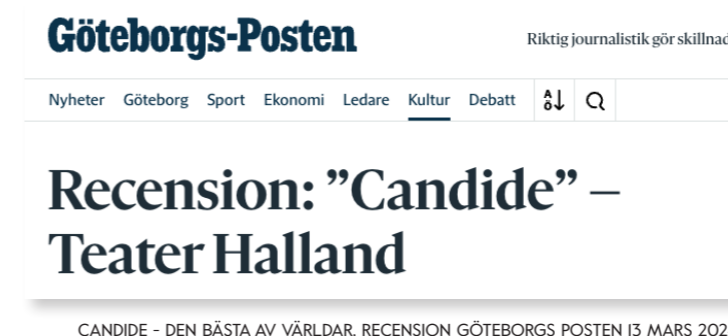 Göteborgs-Posten
Riktig journalistik gör skillnad
Nyheter Göteborg Sport Ekonomi Ledare Kultur Debatt
Recension: ”Candide” –
Teater Halland
CANDIDE - DEN BÄSTA AV VÄRLDAR. RECENSION GÖTEBORGS POSTEN 13 MARS 202